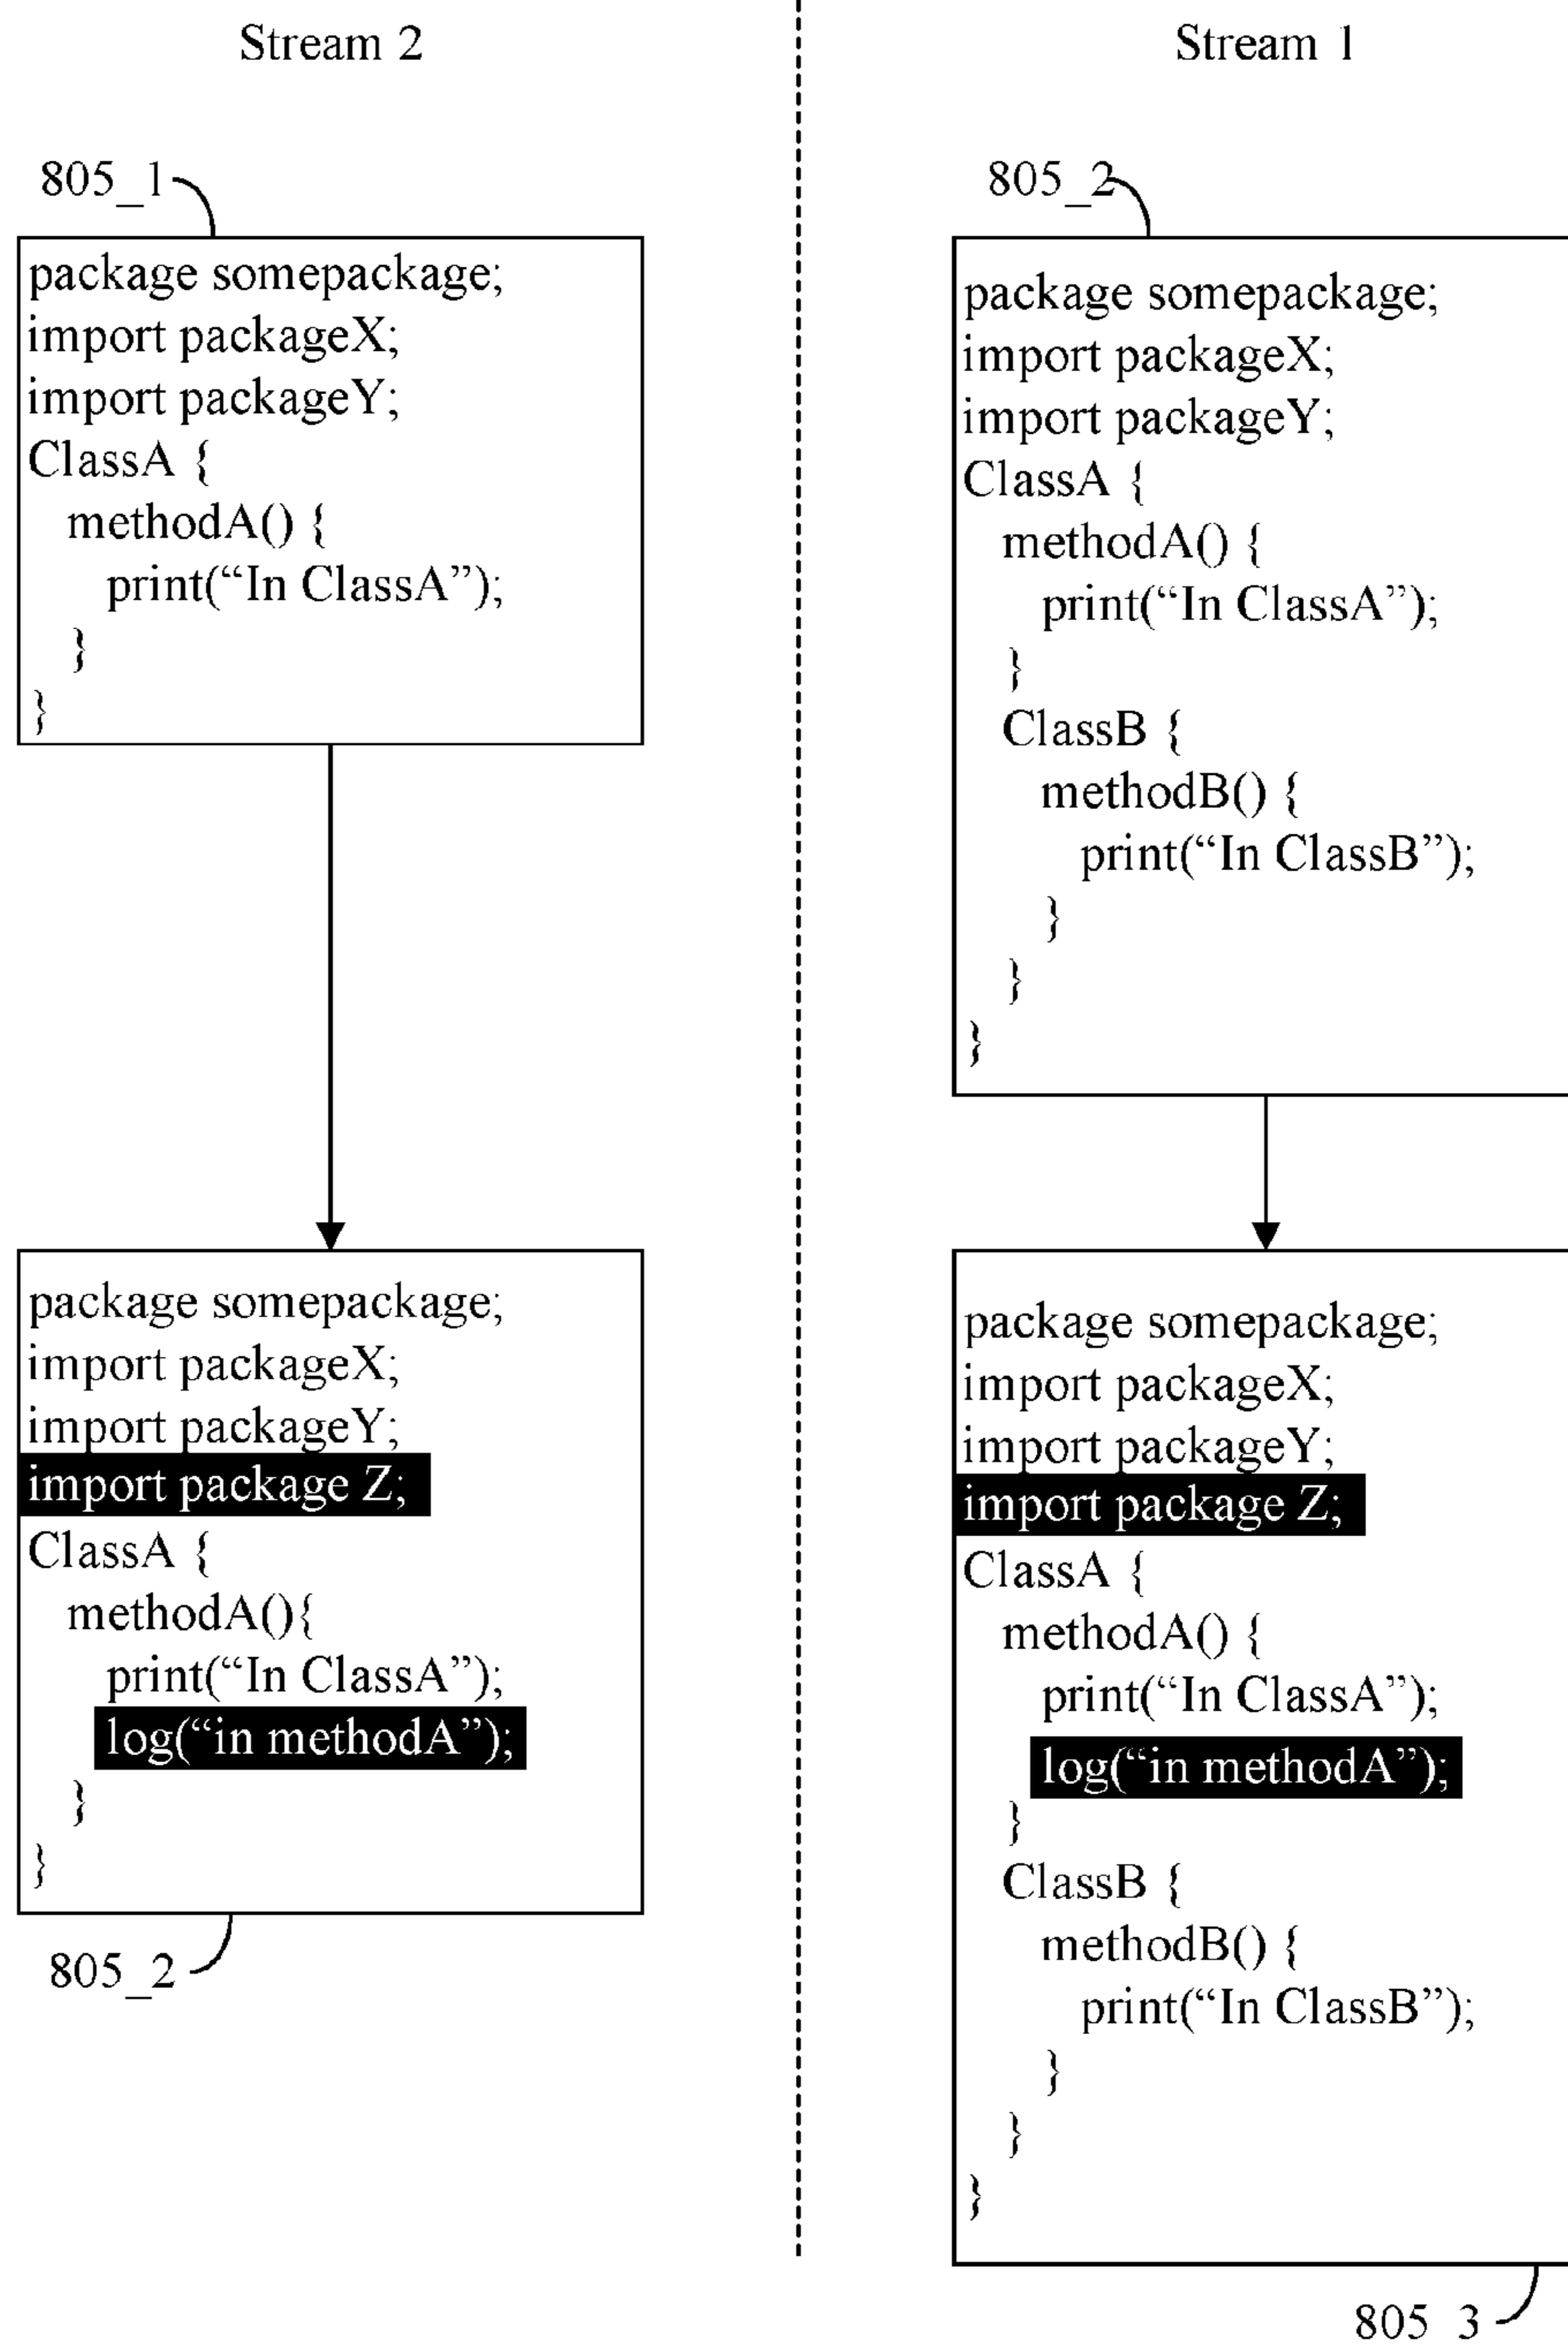 Stream 2
805_1
package somepackage;
import packageX;
import packageY;
ClassA {
methodA() {
print(“In ClassA”);
}
}
package somepackage;
import packageX;
import packageY;
import package Z;
ClassA {
methodA(){
print(“In ClassA”);
log(“in methodA”);
}
}
805_2
Stream 1
805_2
package somepackage;
import packageX;
import packageY;
ClassA {
methodA() {
print(“In ClassA”);
}
ClassB {
methodB() {
print(“In ClassB”);
}
}
}
package somepackage;
import packageX;
import packageY;
import package Z;
ClassA {
methodA() {
print(“In ClassA”);
log(“in methodA”);
}
ClassB {
methodB() {
print(“In ClassB”);
}
}
}
805_3